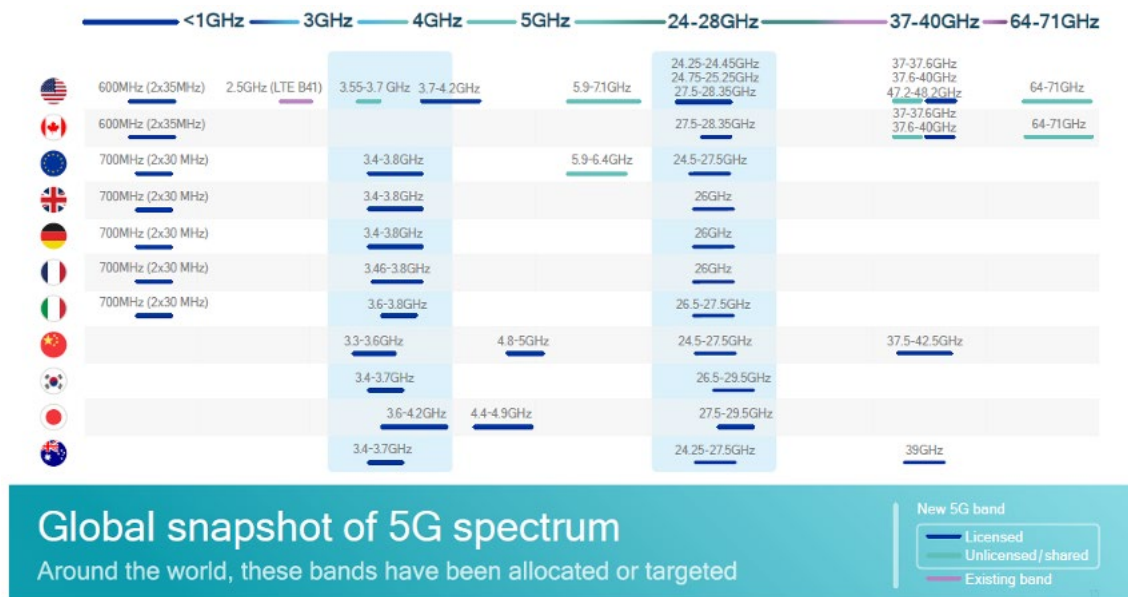 <1GHz 3GHz 4GHz 5GHz 24-28GHz 37-40GHz 64-71GHz
24.25-24.45GHz 37-37.6GHz
24.75-25.25GHz 37.6-40GHz
600MHz (2x35MHz) 2.5GHz (LTE B41) 3.55-3.7 GHz 3.7-4.2GHz 5.9-7.1GHz 27.5-28.35GHz 47.2-48.2GHz 64-71GHz
37-37.6GHz
600MHz (2x35MHz) 27.5-28.35GHz 37.6-40GHz 64-71GHz
700MHz (2x30 MHz) 3.4-3.8GHz 5.9-6.4GHz 24.5-27.5GHz
700MHz (2x30 MHz) 3.4-3.8GHz 26GHz
700MHz (2x30 MHz) 3.4-3.8GHz 26GHz
700MHz (2x30 MHz) 3.46-3.8GHz 26GHz
700MHz (2x30 MHz) 3.6-3.8GHz 26.5-27.5GHz
3.3-3.6GHz 4.8-5GHz 24.5-27.5GHz 37.5-42.5GHz
3.4-3.7GHz 26.5-29.5GHz
3.6-4.2GHz 4.4-4.9GHz 27.5-29.5GHz
3.4-3.7GHz 24.25-27.5GHz 39GHz
Global snapshot of 5G spectrum
Around the world, these bands have been allocated or targeted
New 5G band
Licensed
Unlicensed/shared
Existing band